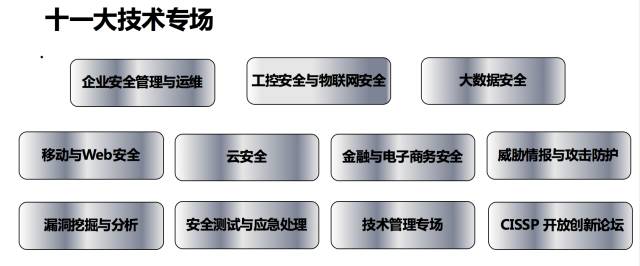 十一大技术专场
企业安全管理与运维
工控安全与物联网安全
大数据安全
移动与Web安全
云安全
金融与电子商务安全
威胁情报与攻击防护
漏洞挖掘与分析
安全测试与应急处理
技术管理专场
CISSP 开放创新论坛